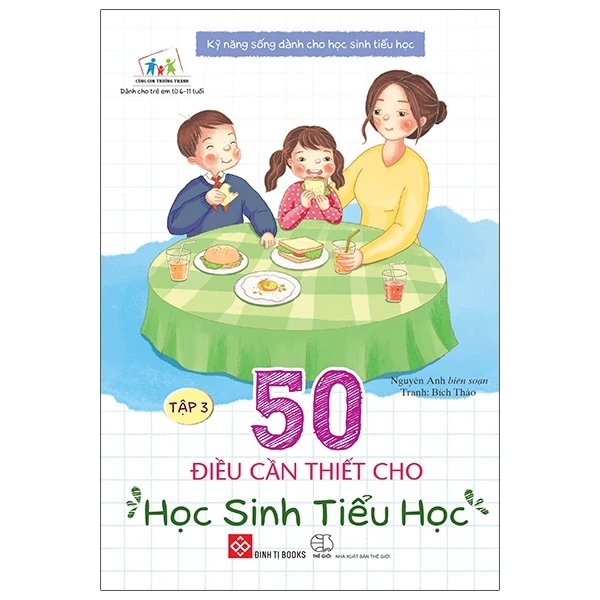 Kỹ năng sống dành cho học sinh tiểu học
CÙNG CON TRƯỞNG THÀNH
Dành cho trẻ em từ 6-11 tuổi
Nguyên Anh biên soạn
Tranh: Bích Thảo
TẬP 3
50
ĐIỀU CẦN THIẾT CHO
Học Sinh Tiểu Học
ĐINH TỊ BOOKS
THẾ GIỚI
NHÀ XUẤT BẢN THẾ GIỚI